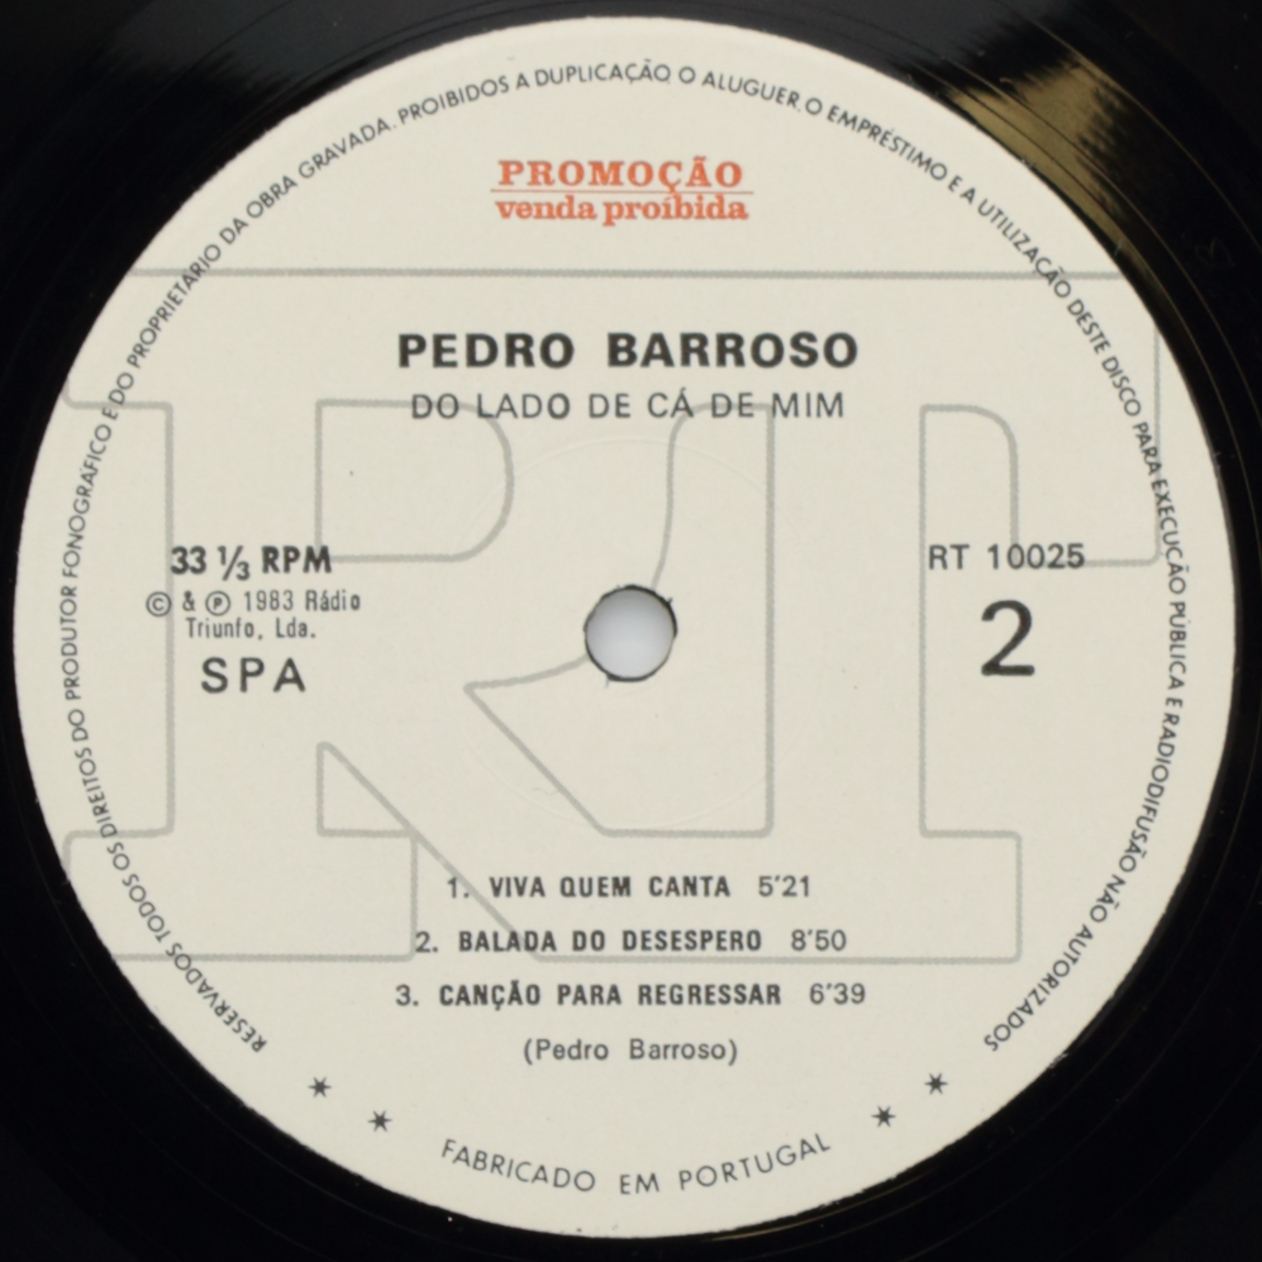 RESERVADOS TODOS OS DIREITOS DO PRODUTOR FONOGRÁFICO E DO PROPRIETÁRIO DA OBRA GRAVADA. PROIBIDOS A DUPLICAÇÃO O ALUGUER O EMPRÉSTIMO E A UTILIZAÇÃO DESTE DISCO PARA EXECUÇÃO PÚBLICA E RADIODIFUSÃO NÃO AUTORIZADOS
PROMOÇÃO
venda proíbida
PEDRO BARROSO
DO LADO DE CÁ DE MIM
33 ⅓ RPM
© & ℗ 1983 Rádio
Triunfo, Lda.
SPA
RT 10025
2
RT
1. VIVA QUEM CANTA 5'21
2. BALADA DO DESESPERO 8'50
3. CANÇÃO PARA REGRESSAR 6'39
(Pedro Barroso)
FABRICADO EM PORTUGAL